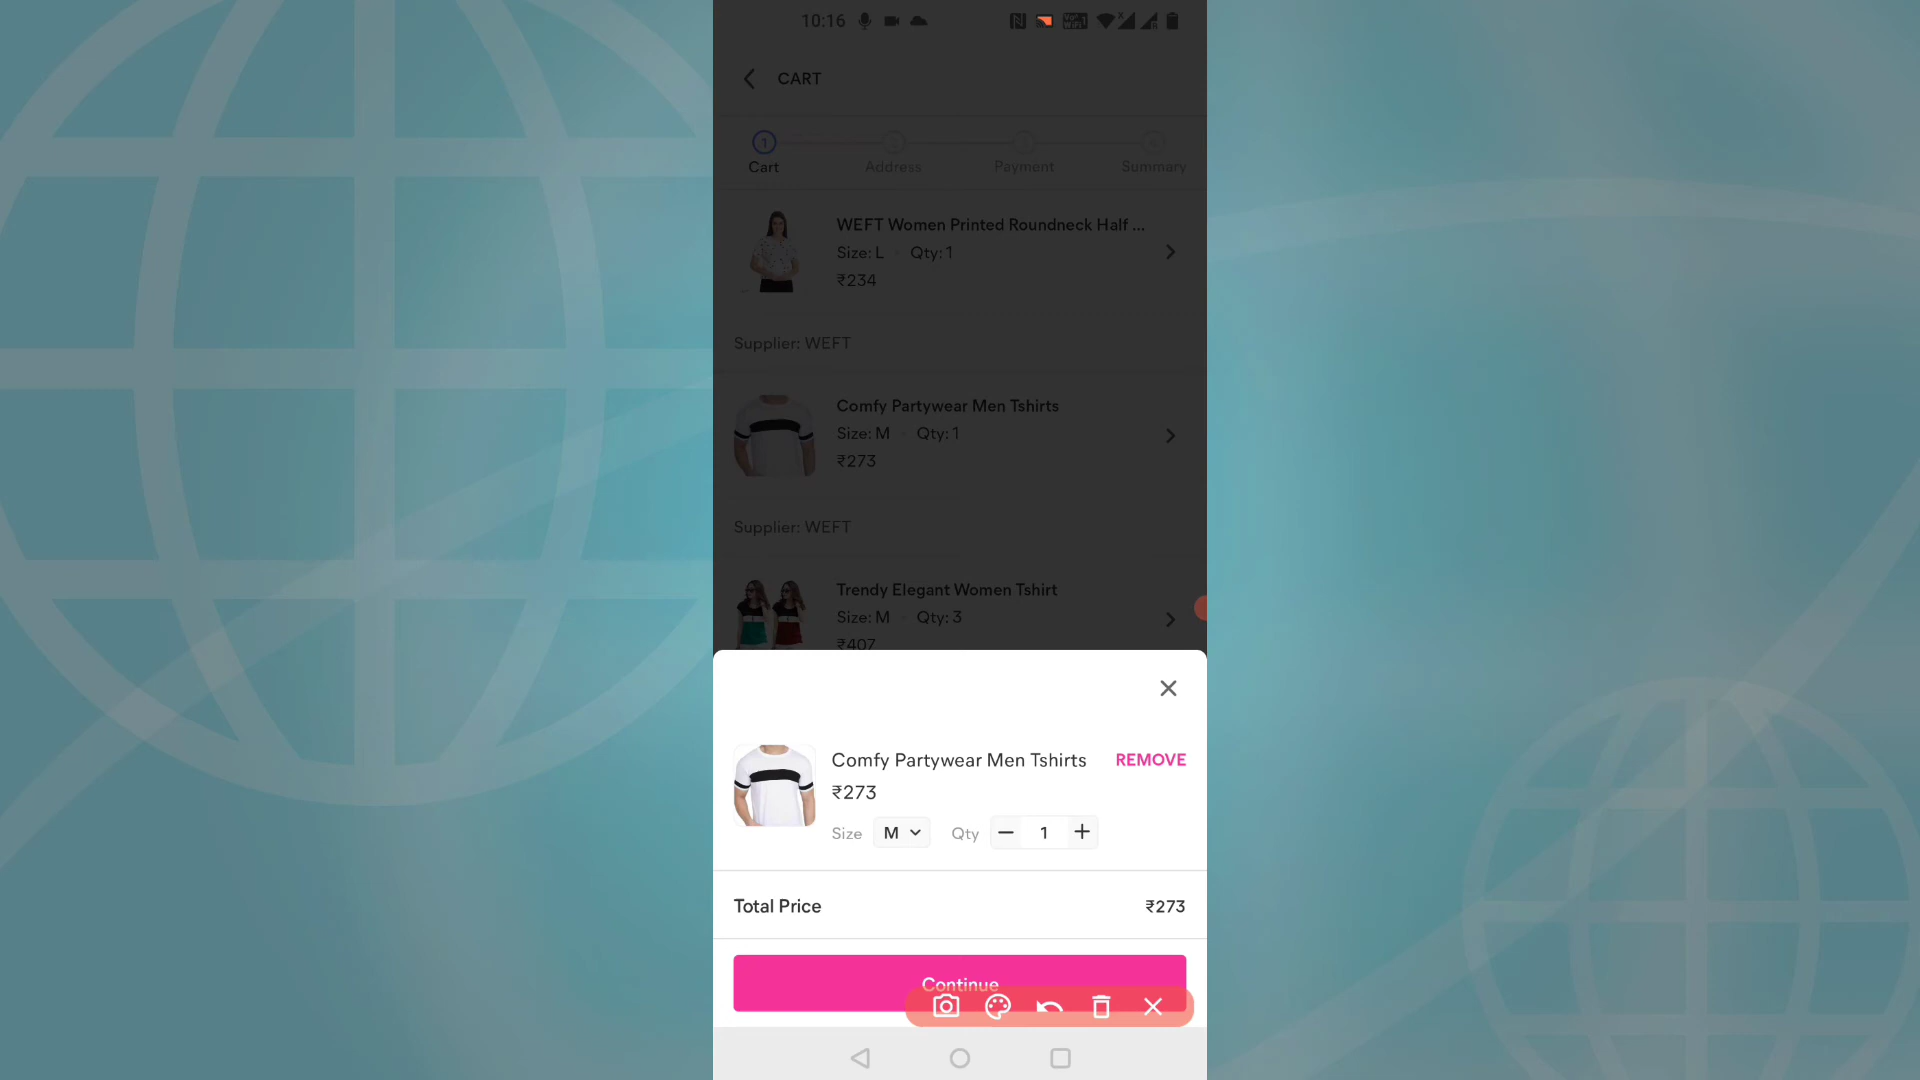 10:16
CART
1
Cart
Address
Payment
Summary
WEFT Women Printed Roundneck Half ...
Size: L Qty: 1
₹234
Supplier: WEFT
Comfy Partywear Men Tshirts
Size: M Qty: 1
₹273
Supplier: WEFT
Trendy Elegant Women Tshirt
Size: M Qty: 3
₹407
Comfy Partywear Men Tshirts
REMOVE
₹273
Size M Qty 1
Total Price ₹273
Continue